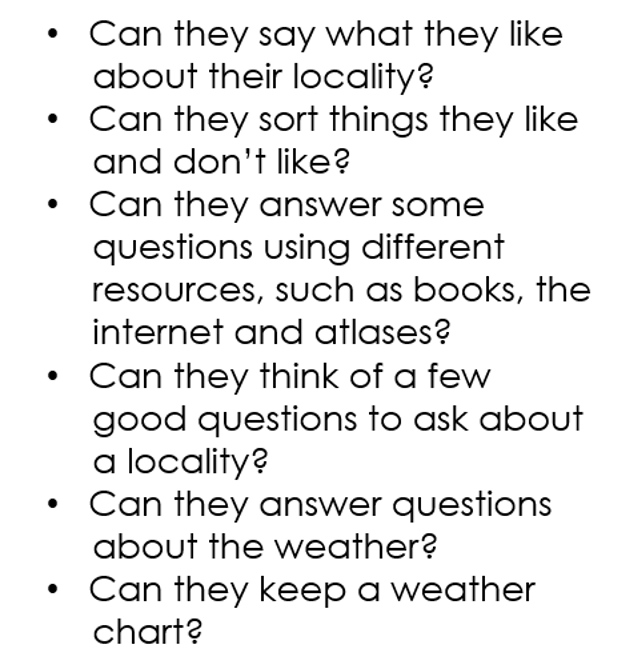 • Can they say what they like
about their locality?
• Can they sort things they like
and don't like?
• Can they answer some
questions using different
resources, such as books, the
internet and atlases?
• Can they think of a few
good questions to ask about
a locality?
• Can they answer questions
about the weather?
• Can they keep a weather
chart?